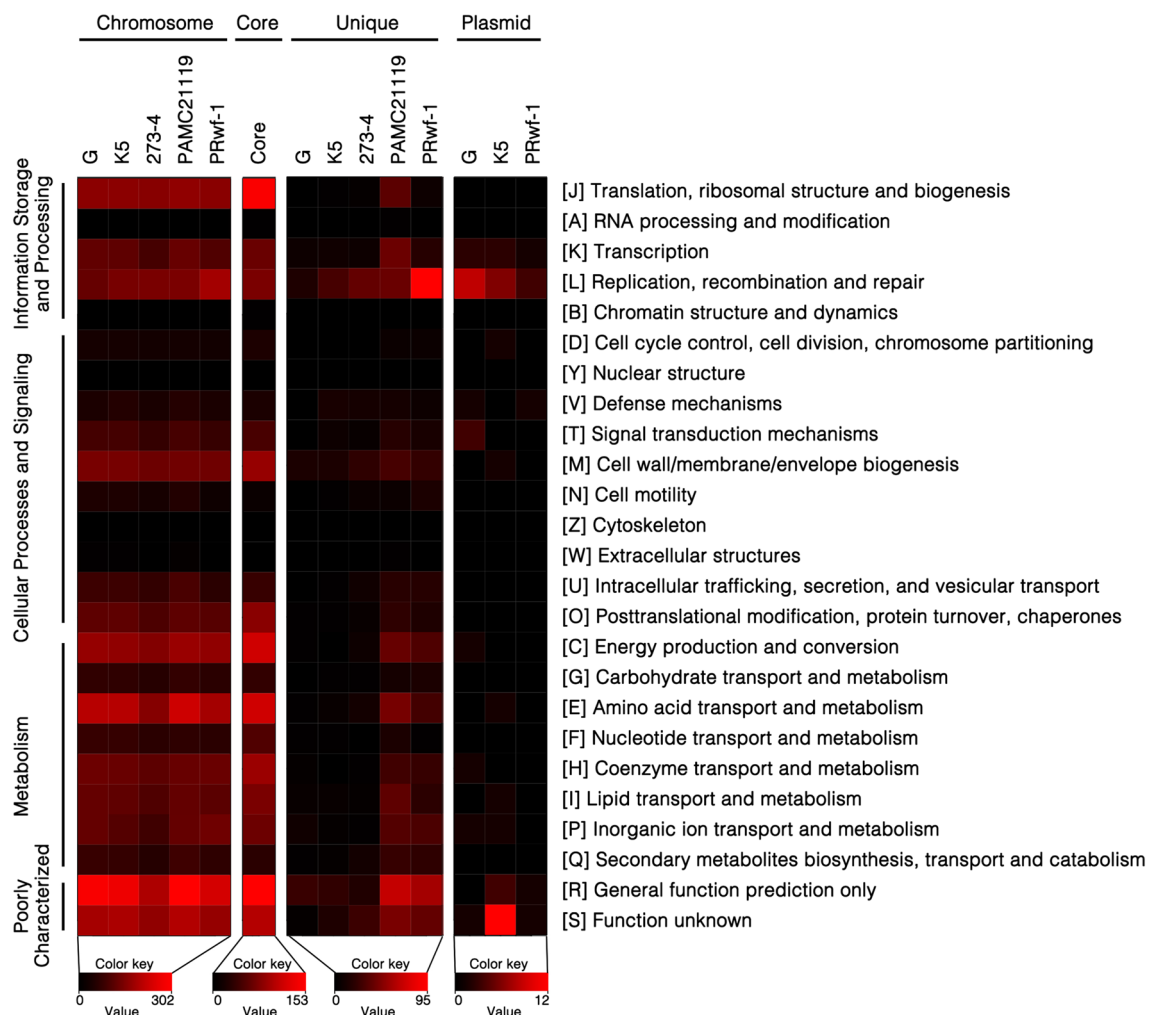 Chromosome Core Unique Plasmid
G K5 273-4 PAMC21119 PRwf-1 Core G K5 273-4 PAMC21119 PRwf-1 G K5 PRwf-1
Information Storage
and Processing
Cellular Processes and Signaling
Metabolism
Poorly
Characterized
[J] Translation, ribosomal structure and biogenesis
[A] RNA processing and modification
[K] Transcription
[L] Replication, recombination and repair
[B] Chromatin structure and dynamics
[D] Cell cycle control, cell division, chromosome partitioning
[Y] Nuclear structure
[V] Defense mechanisms
[T] Signal transduction mechanisms
[M] Cell wall/membrane/envelope biogenesis
[N] Cell motility
[Z] Cytoskeleton
[W] Extracellular structures
[U] Intracellular trafficking, secretion, and vesicular transport
[O] Posttranslational modification, protein turnover, chaperones
[C] Energy production and conversion
[G] Carbohydrate transport and metabolism
[E] Amino acid transport and metabolism
[F] Nucleotide transport and metabolism
[H] Coenzyme transport and metabolism
[I] Lipid transport and metabolism
[P] Inorganic ion transport and metabolism
[Q] Secondary metabolites biosynthesis, transport and catabolism
[R] General function prediction only
[S] Function unknown
Color key Color key Color key Color key
0 302 0 153 0 95 0 12
Value Value Value Value